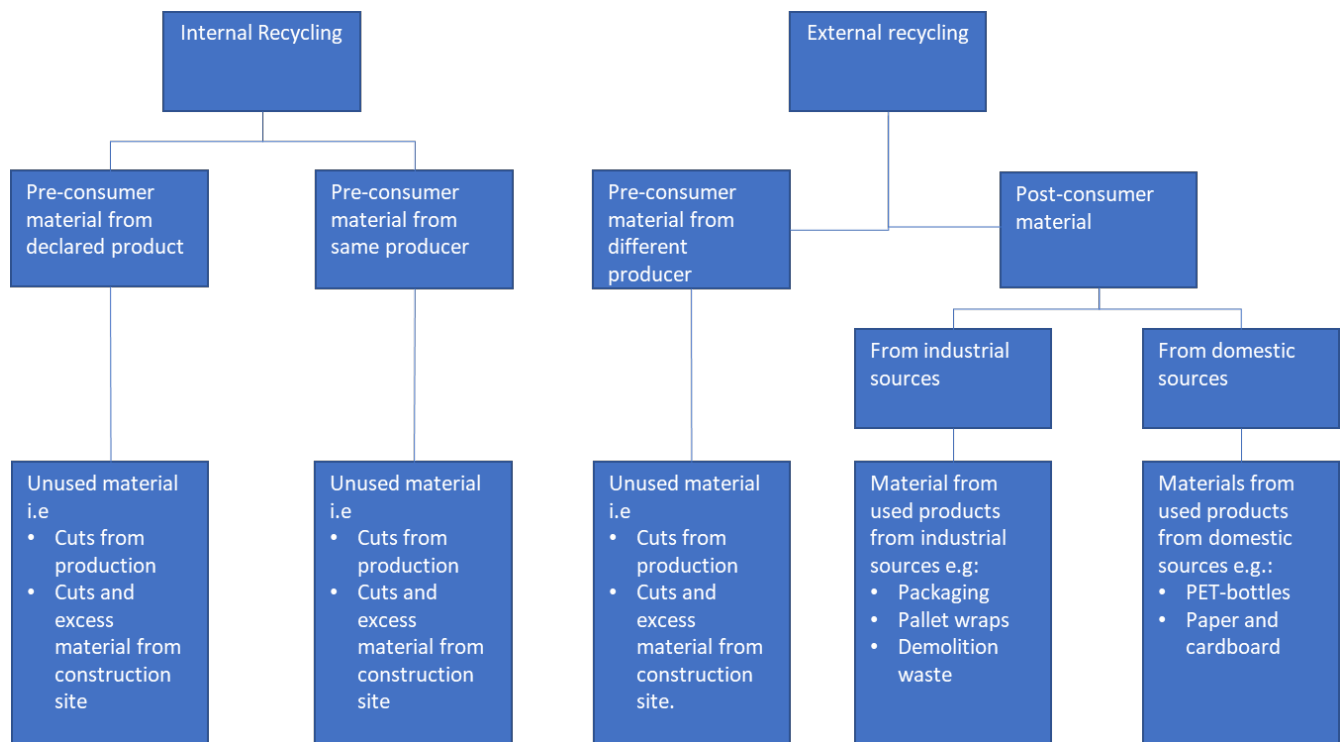 Internal Recycling
External recycling
Pre-consumer
material from
declared product
Pre-consumer
material from
same producer
Pre-consumer
material from
different
producer
Post-consumer
material
From industrial
sources
From domestic
sources
Unused material
i.e
• Cuts from
production
• Cuts and
excess
material from
construction
site
Unused material
i.e
• Cuts from
production
• Cuts and
excess
material from
construction
site
Unused material
i.e
• Cuts from
production
• Cuts and
excess
material from
construction
site.
Material from
used products
from industrial
sources e.g:
• Packaging
• Pallet wraps
• Demolition
waste
Materials from
used products
from domestic
sources e.g.:
• PET-bottles
• Paper and
cardboard